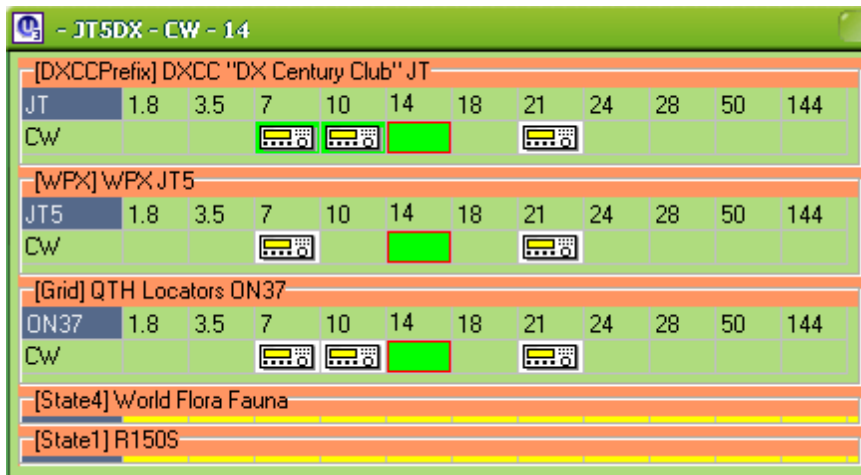 - JT5DX - CW - 14
[DXCCPrefix] DXCC "DX Century Club" JT
JT 1.8 3.5 7 10 14 18 21 24 28 50 144
CW
[WPX] WPX JT5
JT5 1.8 3.5 7 10 14 18 21 24 28 50 144
CW
[Grid] QTH Locators ON37
ON37 1.8 3.5 7 10 14 18 21 24 28 50 144
CW
[State4] World Flora Fauna
[State1] R150S